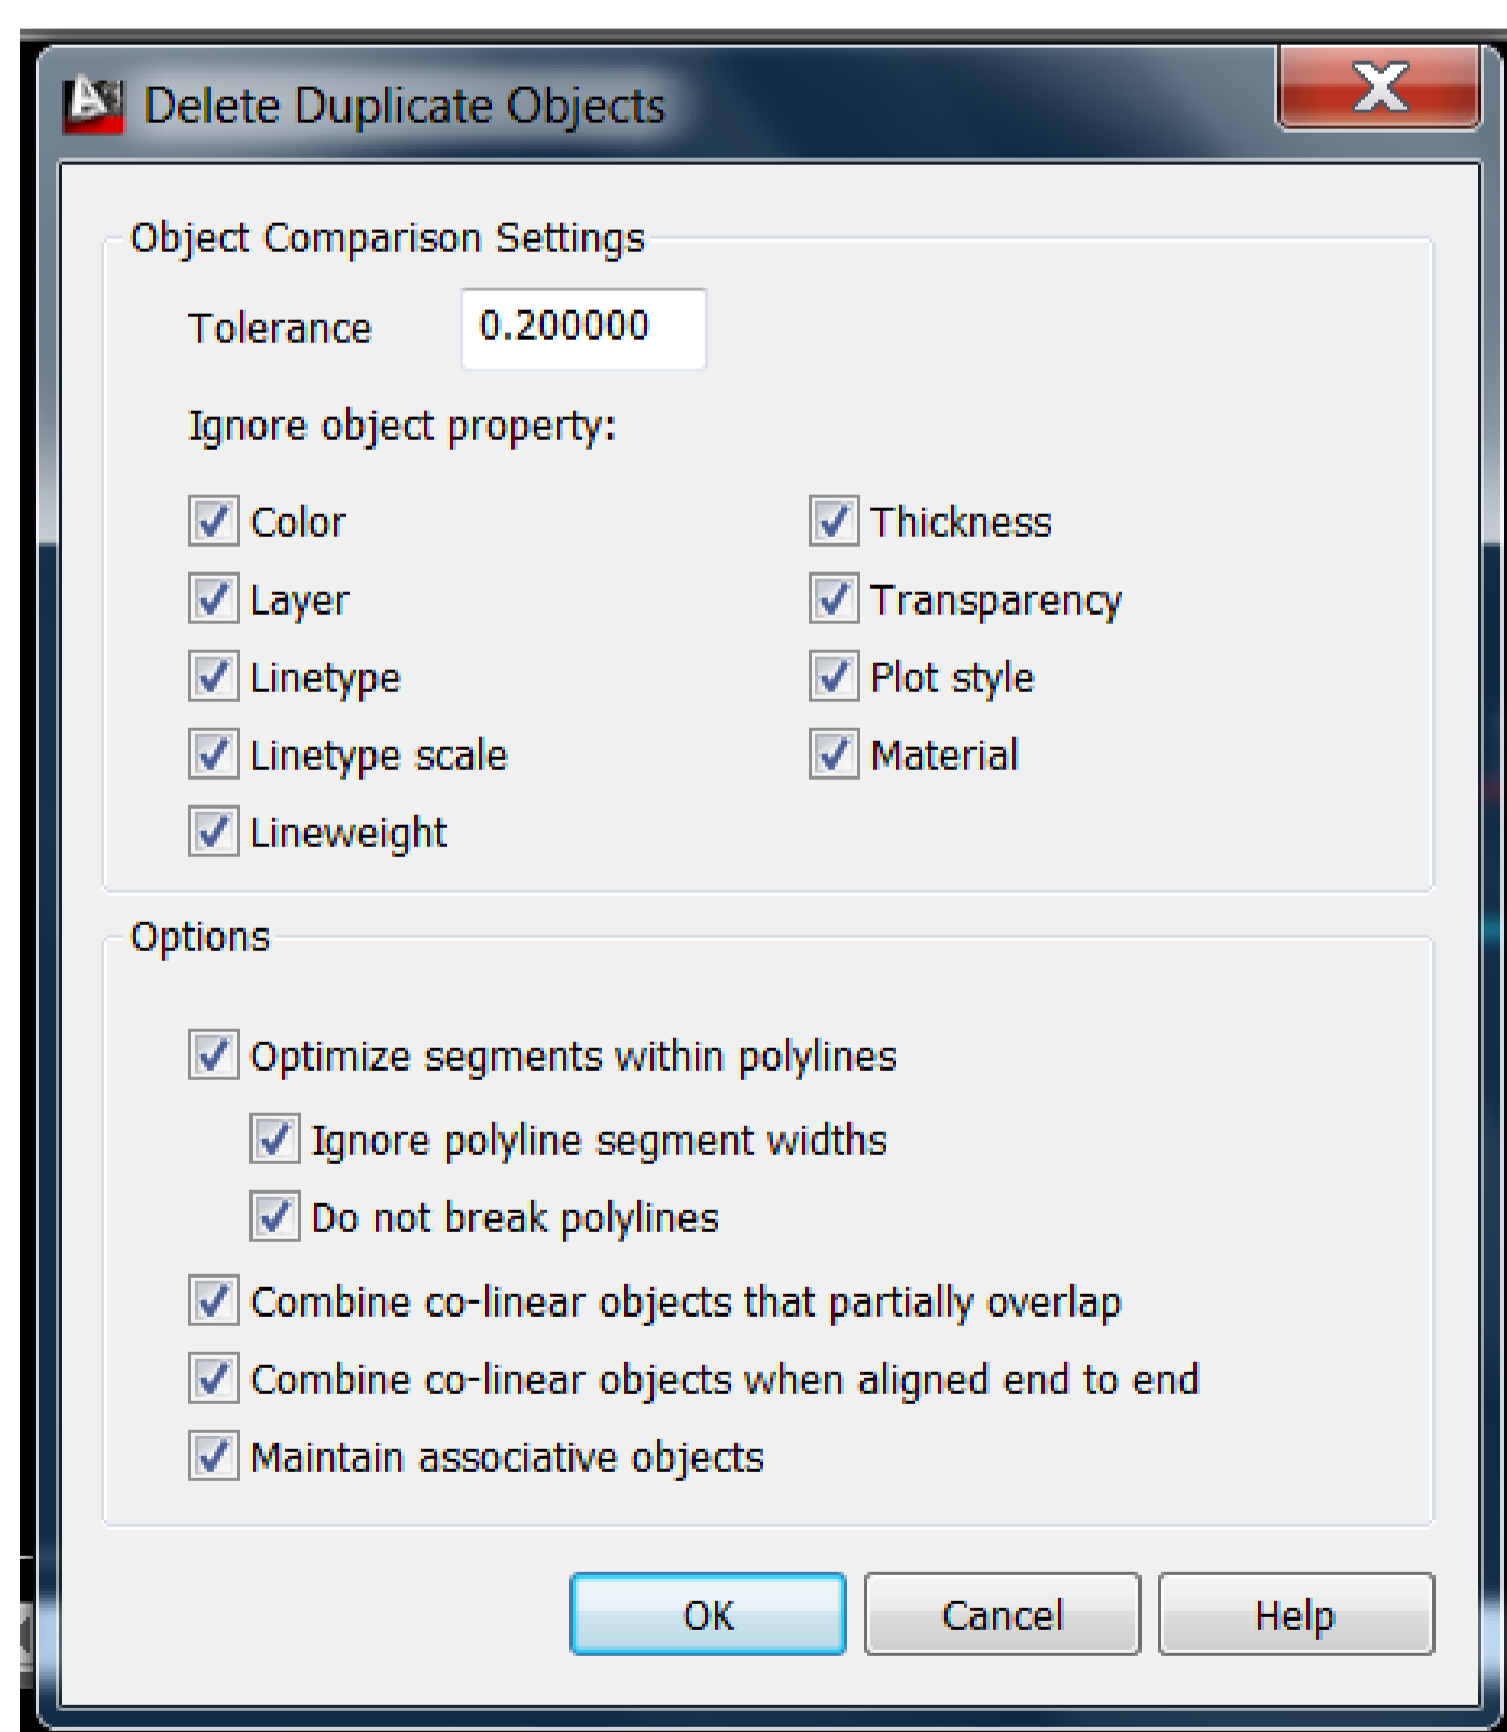 Delete Duplicate Objects
Object Comparison Settings
Tolerance 0.200000
Ignore object property:
Color Thickness
Layer Transparency
Linetype Plot style
Linetype scale Material
Lineweight
Options
Optimize segments within polylines
Ignore polyline segment widths
Do not break polylines
Combine co-linear objects that partially overlap
Combine co-linear objects when aligned end to end
Maintain associative objects
OK Cancel Help